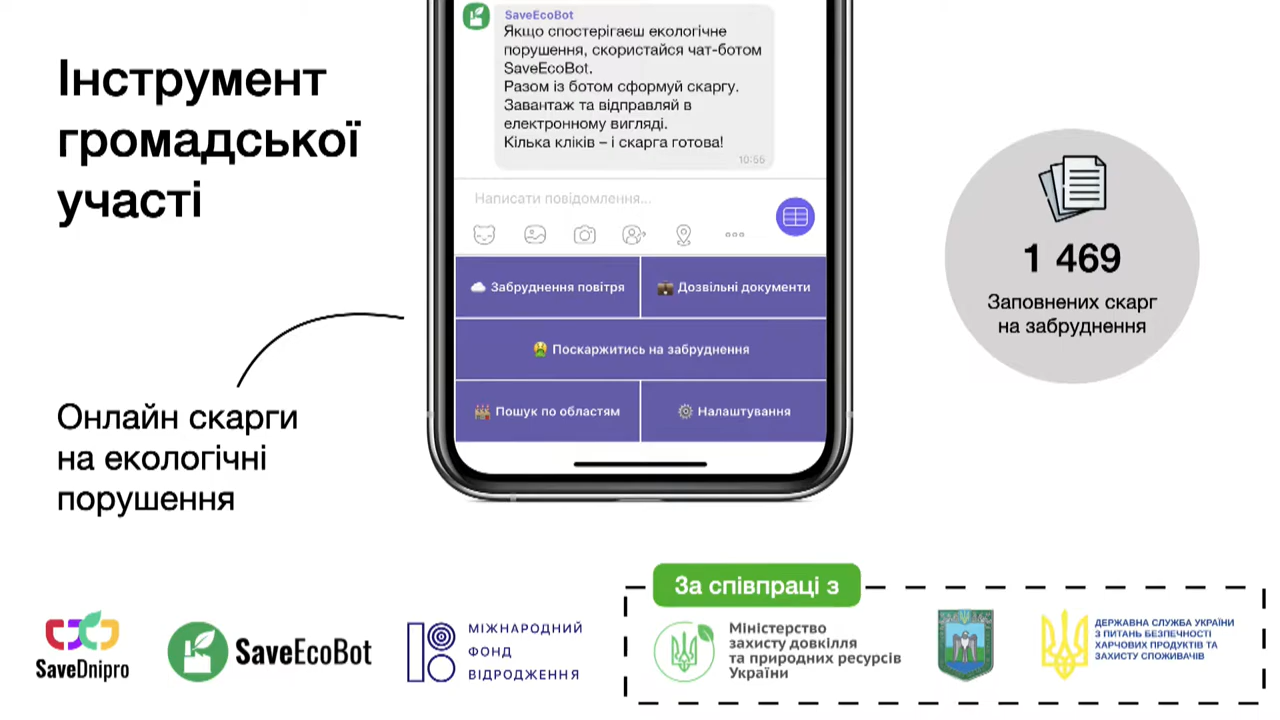 Інструмент
громадської
участі
Онлайн скарги
на екологічні
порушення
SaveEcoBot
Якщо спостерігаєш екологічне
порушення, скористайся чат-ботом
SaveEcoBot.
Разом із ботом сформуй скаргу.
Завантаж та відправляй в
електронному вигляді.
Кілька кліків – і скарга готова!
10:56
Написати повідомлення...
Забруднення повітря
Дозвільні документи
Поскаржитись на забруднення
Пошук по областям
Налаштування
1 469
Заповнених скарг
на забруднення
За співпраці з
SaveDnipro
SaveEcoBot
МІЖНАРОДНИЙ
ФОНД
ВІДРОДЖЕННЯ
Міністерство
захисту довкілля
та природних ресурсів
України
ДЕРЖАВНА СЛУЖБА УКРАЇНИ
З ПИТАНЬ БЕЗПЕЧНОСТІ
ХАРЧОВИХ ПРОДУКТІВ ТА
ЗАХИСТУ СПОЖИВАЧІВ